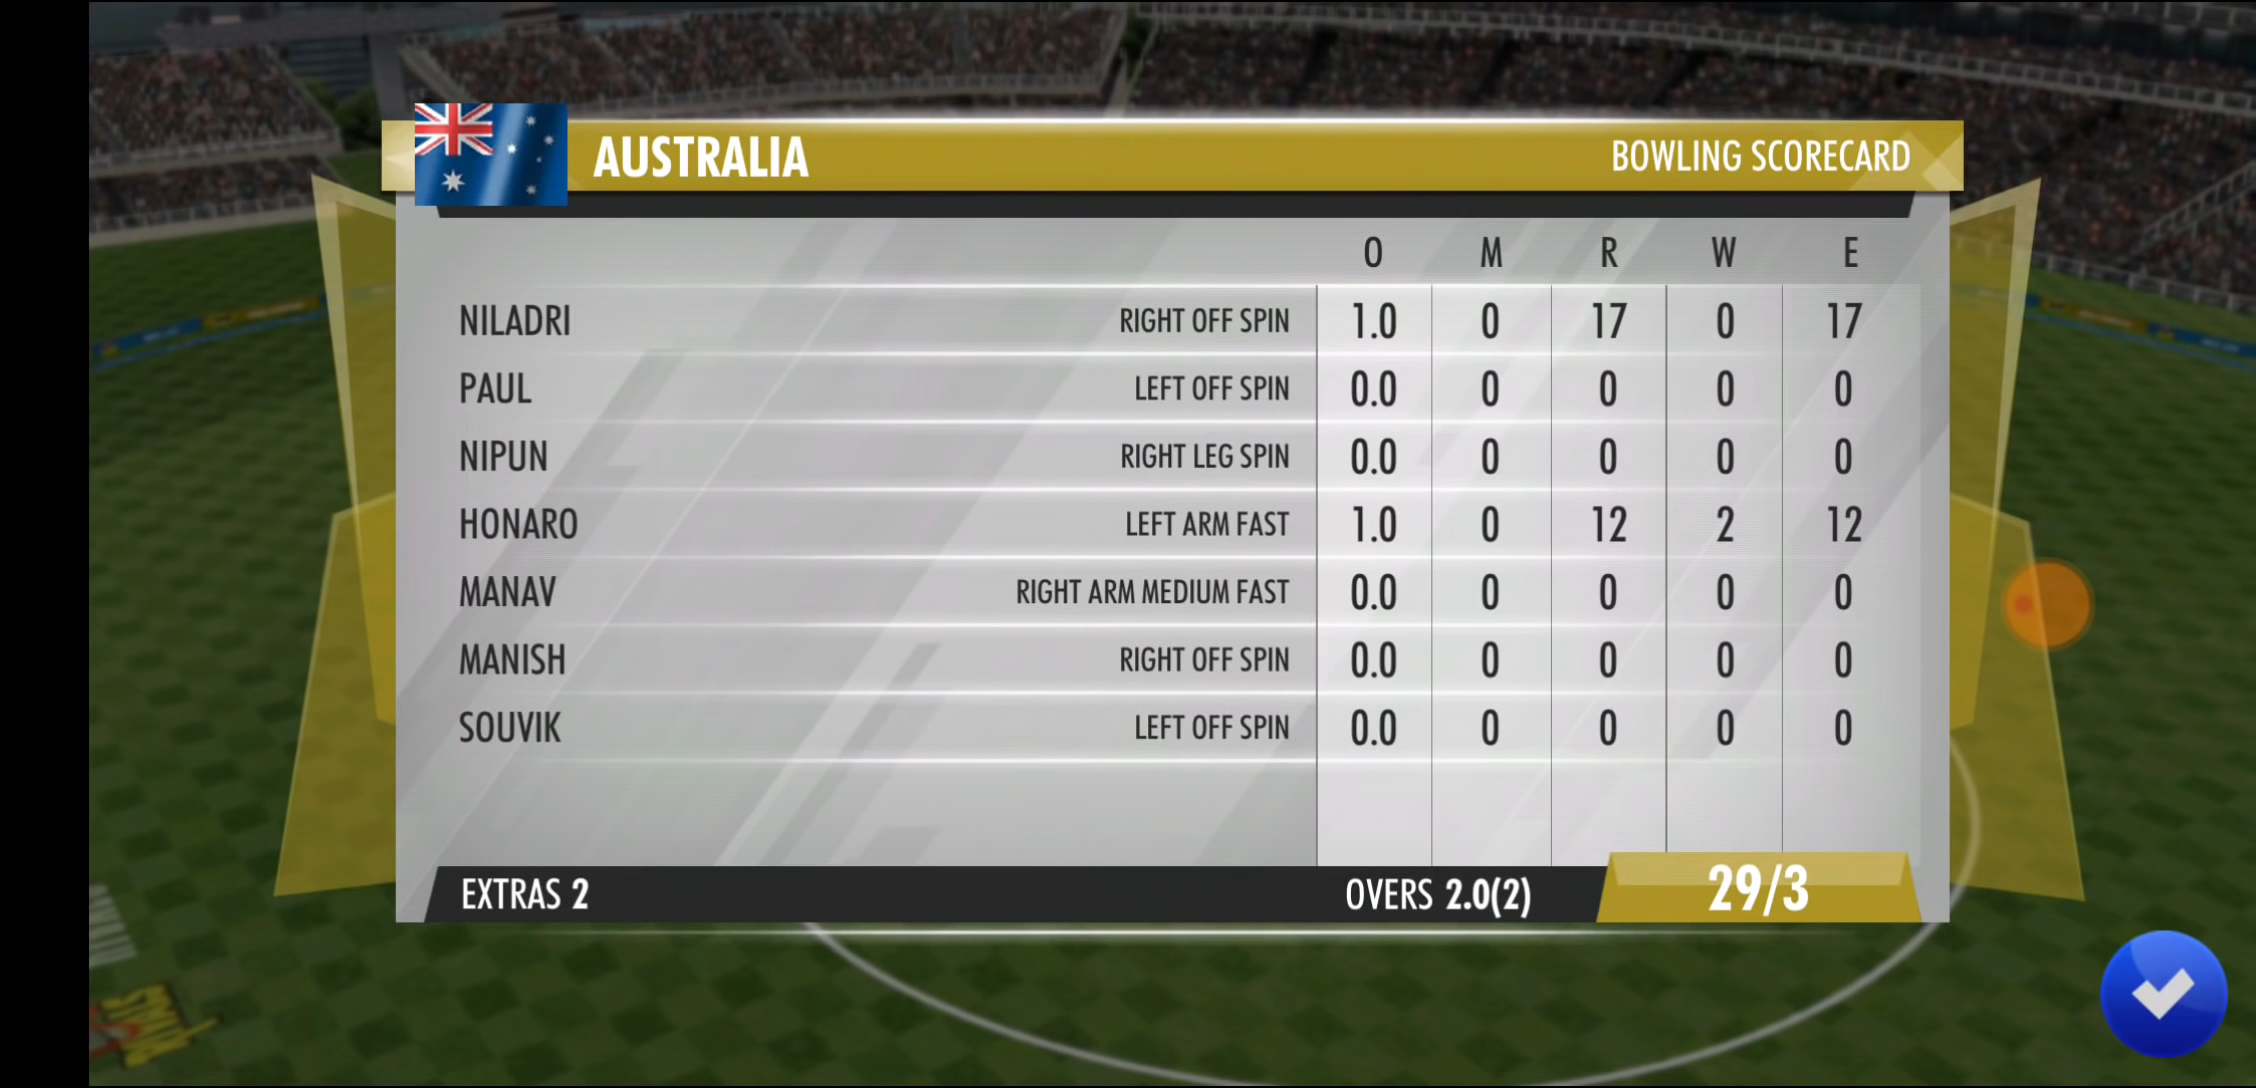 AUSTRALIA BOWLING SCORECARD
O M R W E
NILADRI RIGHT OFF SPIN 1.0 0 17 0 17
PAUL LEFT OFF SPIN 0.0 0 0 0 0
NIPUN RIGHT LEG SPIN 0.0 0 0 0 0
HONARO LEFT ARM FAST 1.0 0 12 2 12
MANAV RIGHT ARM MEDIUM FAST 0.0 0 0 0 0
MANISH RIGHT OFF SPIN 0.0 0 0 0 0
SOUVIK LEFT OFF SPIN 0.0 0 0 0 0
EXTRAS 2 OVERS 2.0(2) 29/3